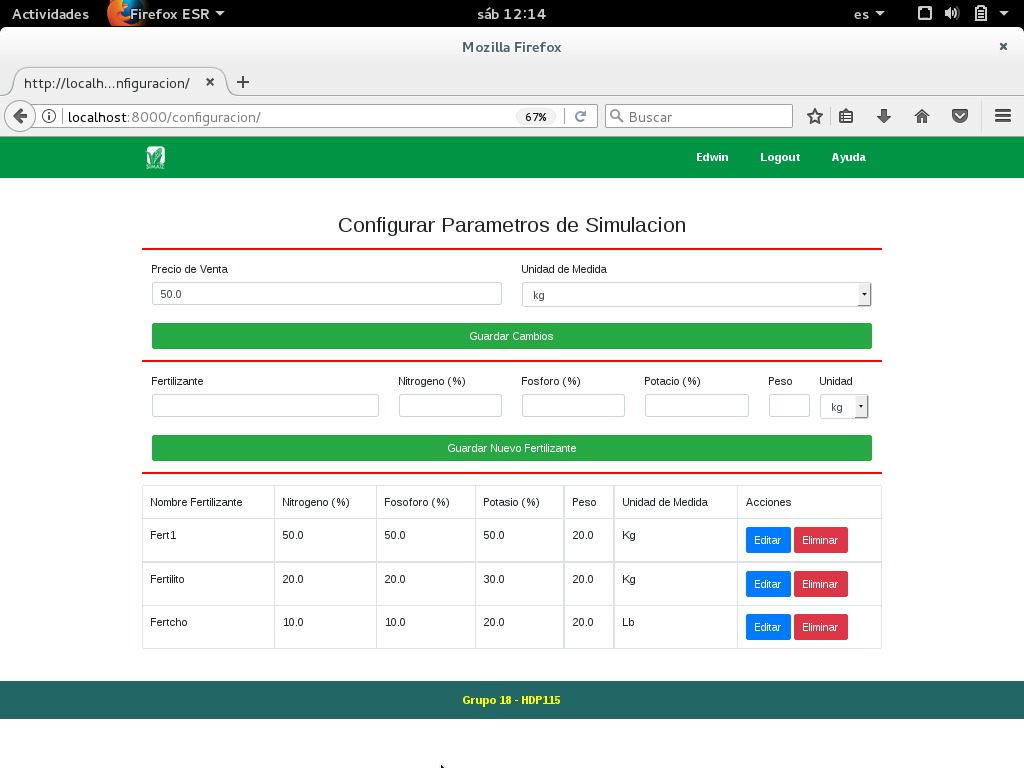 Actividades Firefox ESR sáb 12:14 es
Mozilla Firefox
http://localh...nfiguracion/
localhost:8000/configuracion/ 67% Buscar
SIMAIZ Edwin Logout Ayuda
Configurar Parametros de Simulacion
Precio de Venta Unidad de Medida
50.0 kg
Guardar Cambios
Fertilizante Nitrogeno (%) Fosforo (%) Potacio (%) Peso Unidad
kg
Guardar Nuevo Fertilizante
Nombre Fertilizante Nitrogeno (%) Fosoforo (%) Potasio (%) Peso Unidad de Medida Acciones
Fert1 50.0 50.0 50.0 20.0 Kg Editar Eliminar
Fertilito 20.0 20.0 30.0 20.0 Kg Editar Eliminar
Fertcho 10.0 10.0 20.0 20.0 Lb Editar Eliminar
Grupo 18 - HDP115